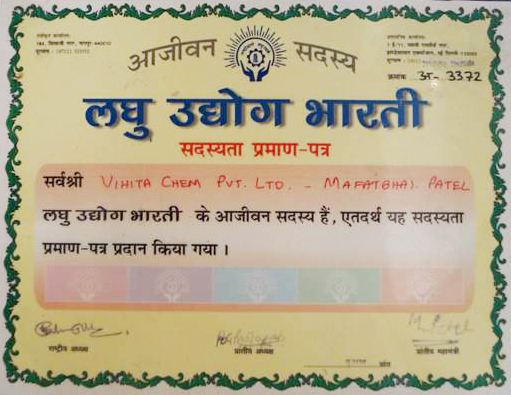 पंजीकृत कार्यालय
आजीवन सदस्य
क्रमांक अ- 3372
लघु उद्योग भारती
सदस्यता प्रमाण-पत्र
सर्वश्री VIHITA CHEM PVT. LTD. - MAFATBHAI PATEL
लघु उद्योग भारती के आजीवन सदस्य हैं, एतदर्थ यह सदस्यता
प्रमाण-पत्र प्रदान किया गया ।
राष्ट्रीय अध्यक्ष प्रांतीय अध्यक्ष प्रांतीय महामंत्री
प्रांत